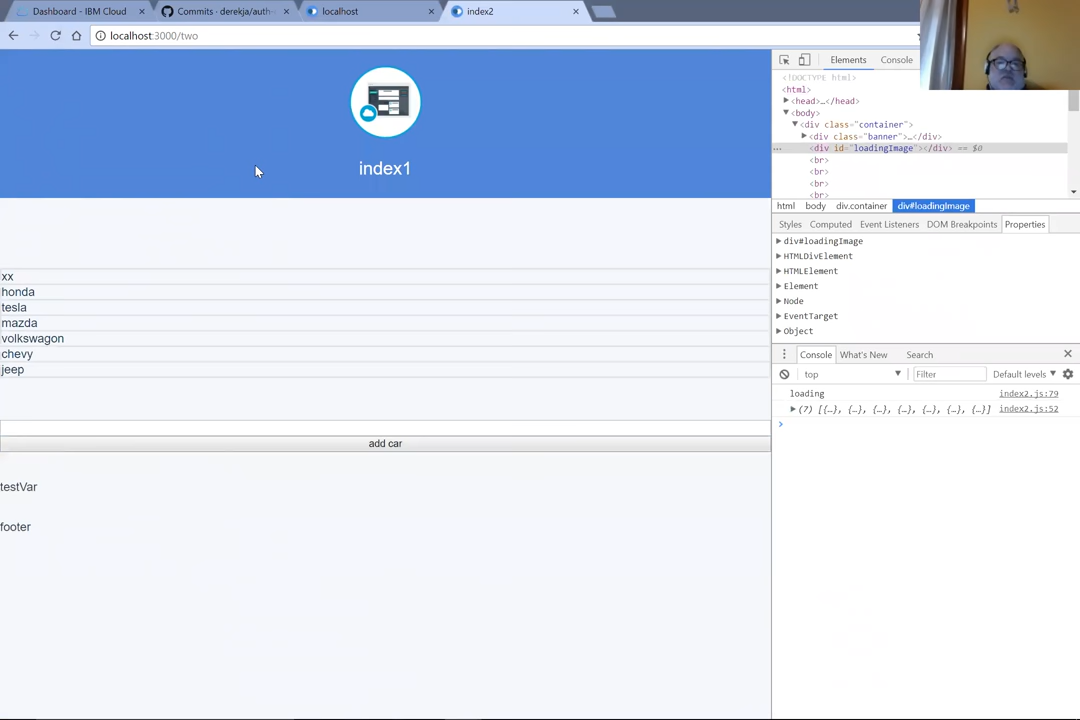 Dashboard - IBM Cloud
Commits · derekja/auth-
localhost
index2
localhost:3000/two
index1
xx
honda
tesla
mazda
volkswagon
chevy
jeep
add car
testVar
footer
Elements Console
<!DOCTYPE html>
<html>
<head>…</head>
<body>
<div class="container">
<div class="banner">…</div>
<div id="loadingImage"></div> == $0
<br>
<br>
<br>
<br>
html body div.container div#loadingImage
Styles Computed Event Listeners DOM Breakpoints Properties
div#loadingImage
HTMLDivElement
HTMLElement
Element
Node
EventTarget
Object
Console What's New Search
top Filter Default levels
loading index2.js:79
(7) [{…}, {…}, {…}, {…}, {…}, {…}, {…}] index2.js:52